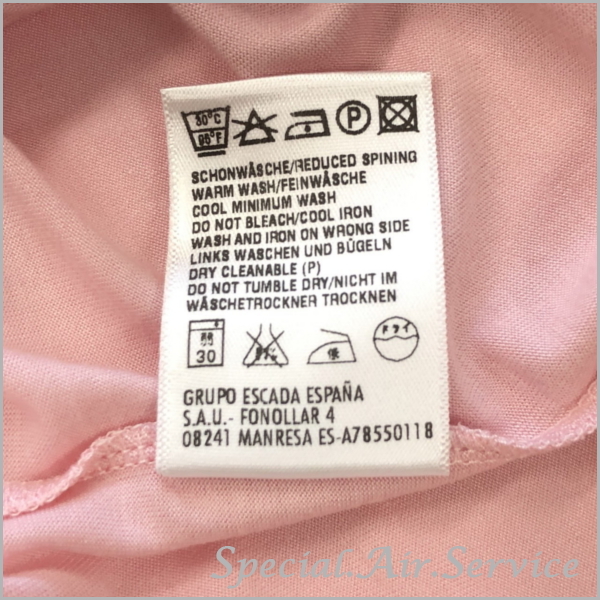 30°C P
86°F
SCHONWÄSCHE/REDUCED SPINING
WARM WASH/FEINWÄSCHE
COOL MINIMUM WASH
DO NOT BLEACH/COOL IRON
WASH AND IRON ON WRONG SIDE
LINKS WASCHEN UND BÜGELN
DRY CLEANABLE (P)
DO NOT TUMBLE DRY/NICHT IM
WÄSCHETROCKNER TROCKNEN
ドライ
30
GRUPO ESCADA ESPAÑA
S.A.U.- FONOLLAR 4
08241 MANRESA ES-A78550118
Special.Air.Service